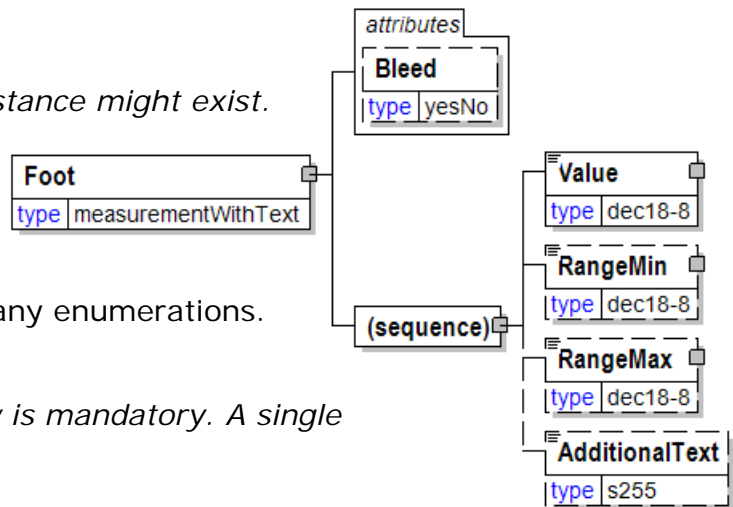 attributes
Bleed
type yesNo
stance might exist.
Foot
type measurementWithText
Value
type dec18-8
RangeMin
type dec18-8
any enumerations.
(sequence)
RangeMax
type dec18-8
is mandatory. A single
AdditionalText
type s255